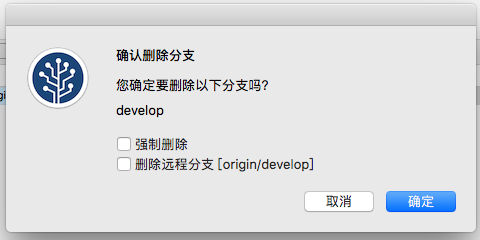 确认删除分支
您确定要删除以下分支吗？
develop
强制删除
删除远程分支 [origin/develop]
取消
确定